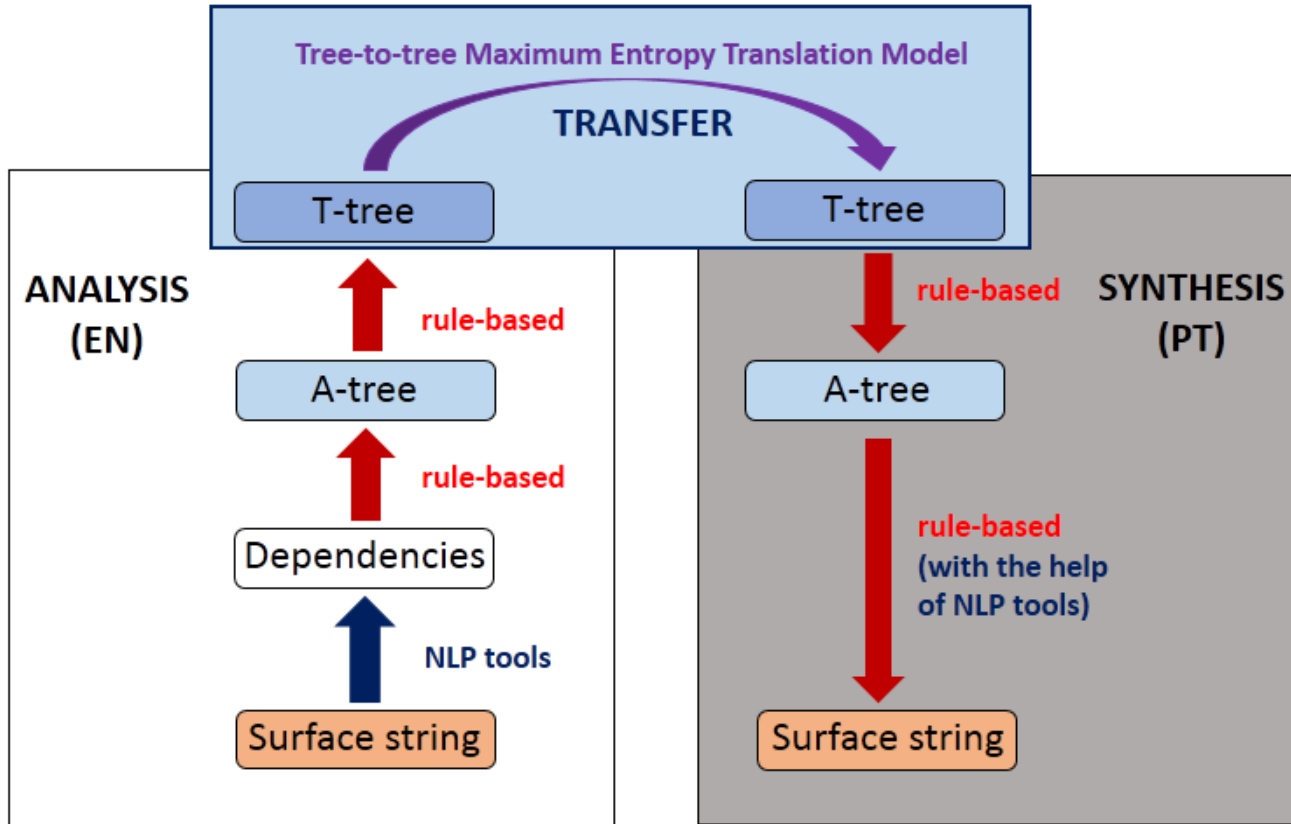 Tree-to-tree Maximum Entropy Translation Model
TRANSFER
T-tree
T-tree
ANALYSIS
(EN)
rule-based
A-tree
rule-based
Dependencies
NLP tools
Surface string
rule-based
SYNTHESIS
(PT)
A-tree
rule-based
(with the help
of NLP tools)
Surface string